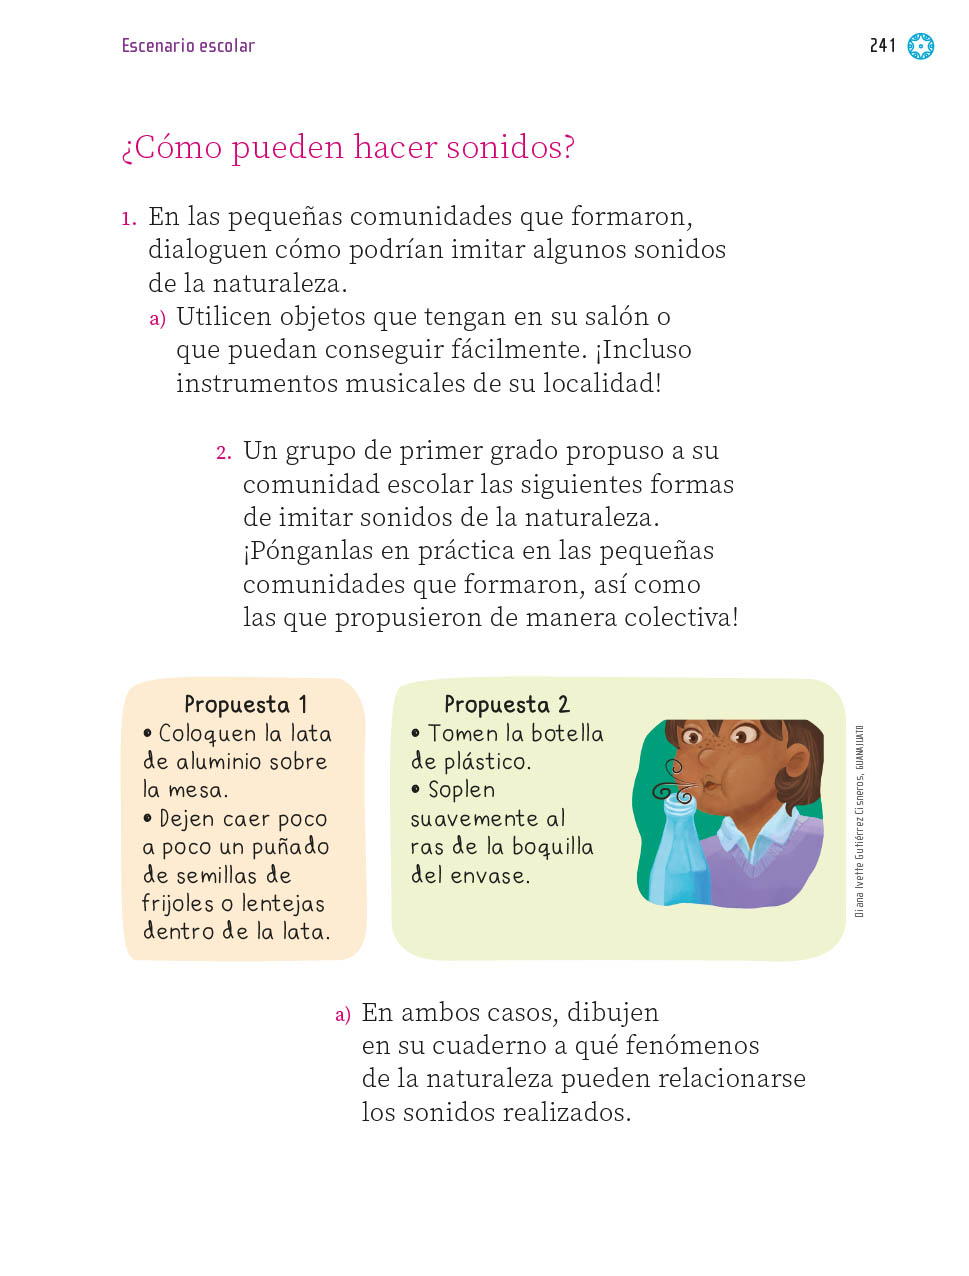 Escenario escolar
241
¿Cómo pueden hacer sonidos?
1. En las pequeñas comunidades que formaron,
dialoguen cómo podrían imitar algunos sonidos
de la naturaleza.
a) Utilicen objetos que tengan en su salón o
que puedan conseguir fácilmente. ¡Incluso
instrumentos musicales de su localidad!
2. Un grupo de primer grado propuso a su
comunidad escolar las siguientes formas
de imitar sonidos de la naturaleza.
¡Pónganlas en práctica en las pequeñas
comunidades que formaron, así como
las que propusieron de manera colectiva!
Propuesta 1
• Coloquen la lata
de aluminio sobre
la mesa.
• Dejen caer poco
a poco un puñado
de semillas de
frijoles o lentejas
dentro de la lata.
Propuesta 2
• Tomen la botella
de plástico.
• Soplen
suavemente al
ras de la boquilla
del envase.
Diana Ivette Gutiérrez Cisneros, GUANAJUATO
a) En ambos casos, dibujen
en su cuaderno a qué fenómenos
de la naturaleza pueden relacionarse
los sonidos realizados.